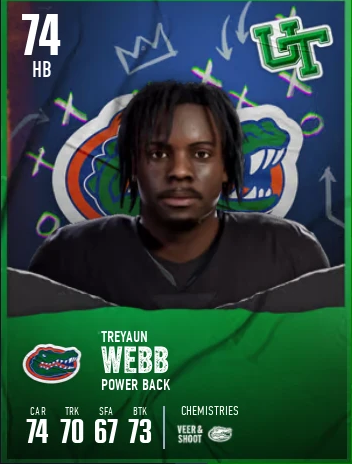 74
HB
UT
TREYAUN
WEBB
POWER BACK
CAR TRK SFA BTK
74 70 67 73
CHEMISTRIES
VEER &
SHOOT